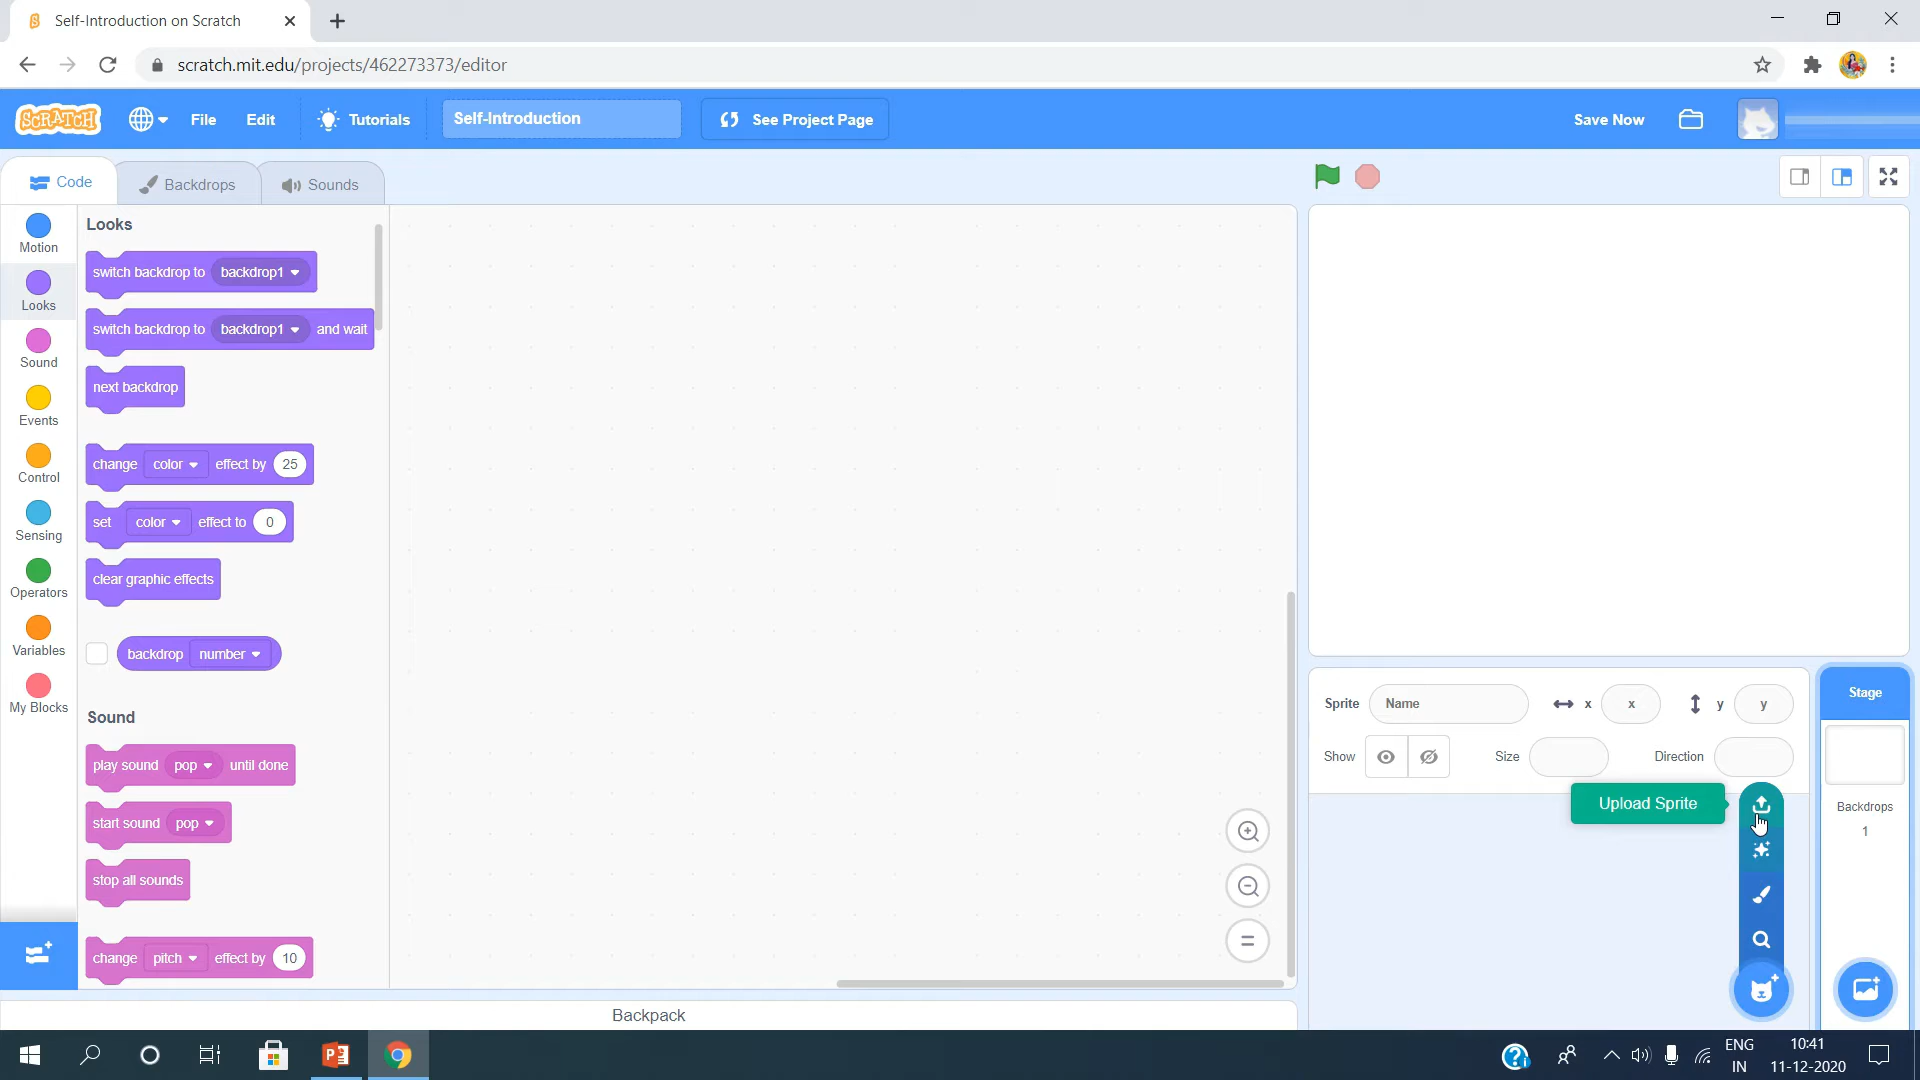 Self-Introduction on Scratch
scratch.mit.edu/projects/462273373/editor
SCRATCH
File
Edit
Tutorials
Self-Introduction
See Project Page
Save Now
Code
Backdrops
Sounds
Motion
Looks
Sound
Events
Control
Sensing
Operators
Variables
My Blocks
Looks
switch backdrop to backdrop1
switch backdrop to backdrop1 and wait
next backdrop
change color effect by 25
set color effect to 0
clear graphic effects
backdrop number
Sound
play sound pop until done
start sound pop
stop all sounds
change pitch effect by 10
Backpack
Sprite Name x x y y
Show Size Direction
Upload Sprite
Stage
Backdrops
1
ENG
IN
10:41
11-12-2020